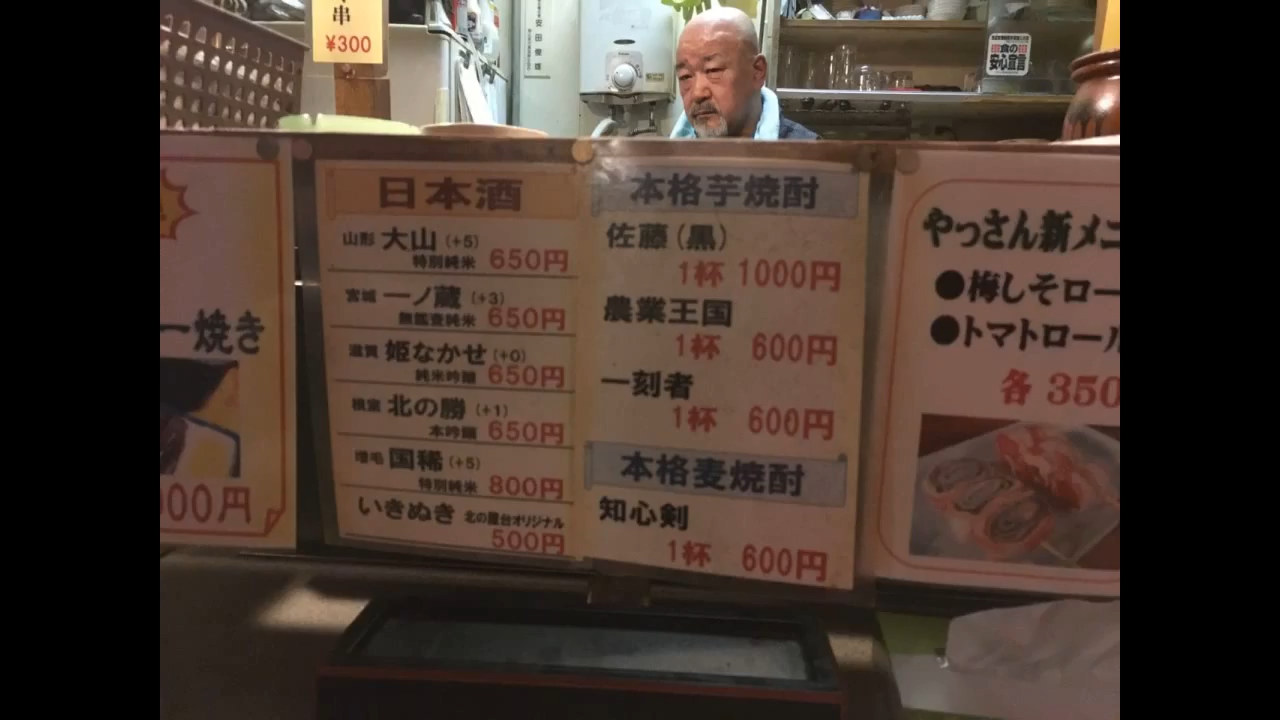 串
¥300
安田俊雄
食の
安心宣言
ー焼き
00円
日本酒
山形 大山 (+5)
特別純米 650円
宮城 一ノ蔵 (+3)
無鑑査純米 650円
滋賀 姫なかせ (+0)
純米吟醸 650円
根室 北の勝 (+1)
本吟醸 650円
増毛 国稀 (+5)
特別純米 800円
いきぬき 北の屋台オリジナル
500円
本格芋焼酎
佐藤(黒)
1杯 1000円
農業王国
1杯 600円
一刻者
1杯 600円
本格麦焼酎
知心剣
1杯 600円
やっさん新メニ
●梅しそロー
●トマトロール
各 350